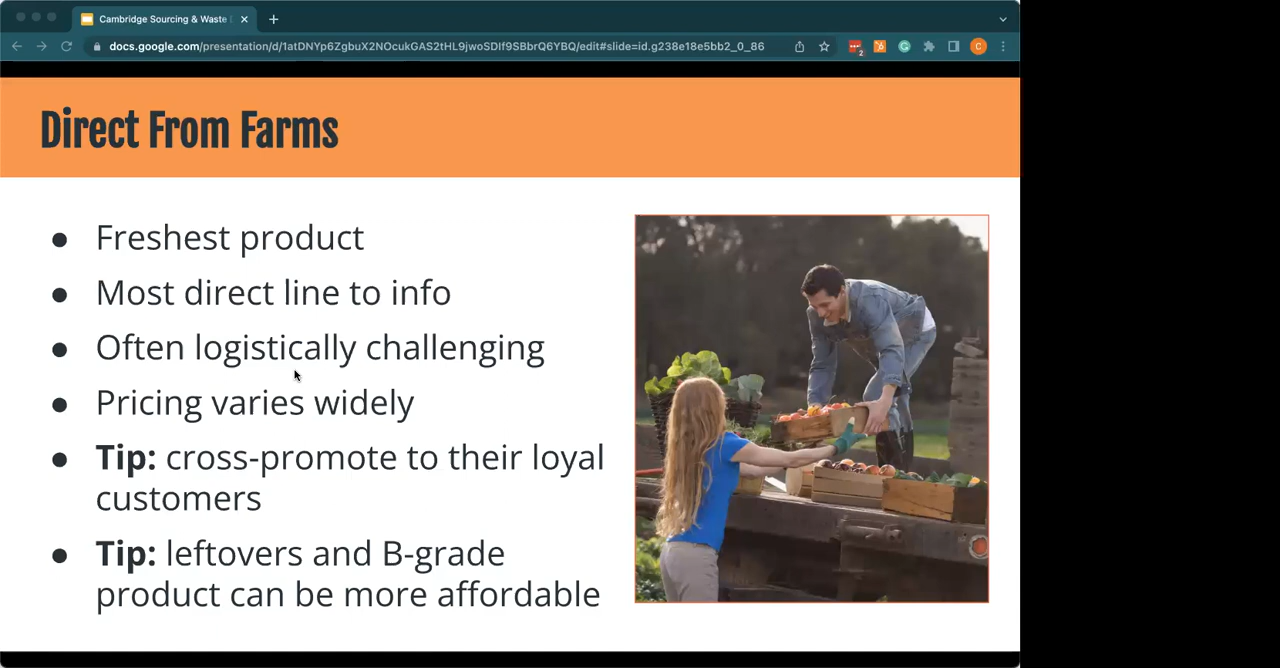 Cambridge Sourcing & Waste
docs.google.com/presentation/d/1atDNYp6ZgbuX2NOcukGAS2tHL9jwoSDIf9SBbrQ6YBQ/edit#slide=id.g238e18e5bb2_0_86
2
C
Direct From Farms
● Freshest product
● Most direct line to info
● Often logistically challenging
● Pricing varies widely
● Tip: cross-promote to their loyal
customers
● Tip: leftovers and B-grade
product can be more affordable